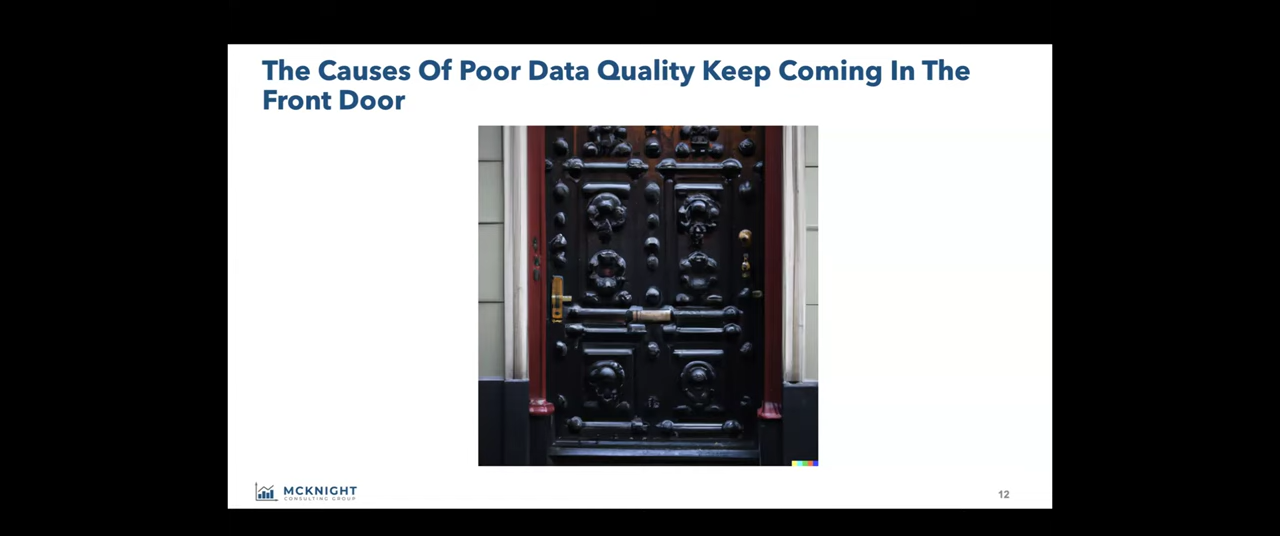 The Causes Of Poor Data Quality Keep Coming In The
Front Door
MCKNIGHT
CONSULTING GROUP
12